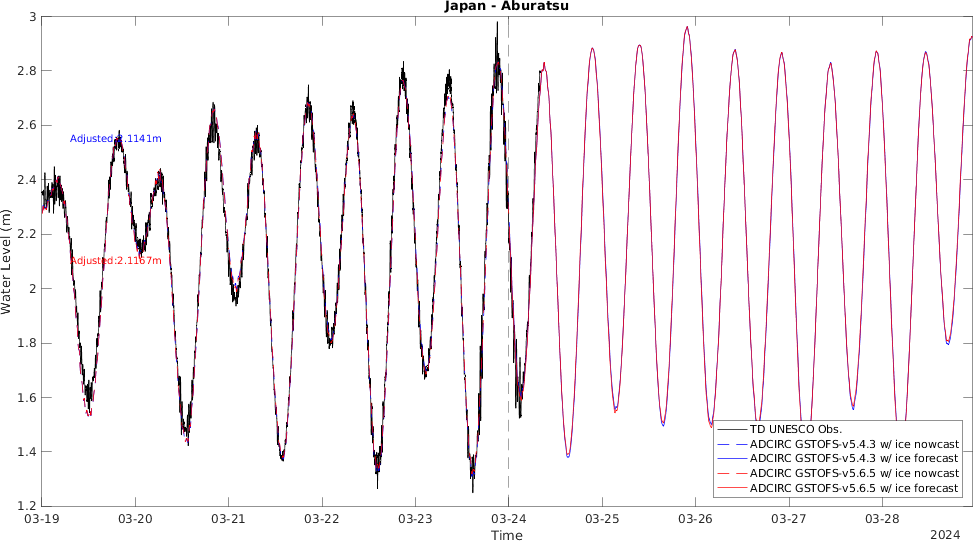 Japan - Aburatsu
3
2.8
2.6
2.4
2.2
2
1.8
1.6
1.4
1.2
Water Level (m)
Adjusted:2.1141m
Adjusted:2.1167m
TD UNESCO Obs.
ADCIRC GSTOFS-v5.4.3 w/ ice nowcast
ADCIRC GSTOFS-v5.4.3 w/ ice forecast
ADCIRC GSTOFS-v5.6.5 w/ ice nowcast
ADCIRC GSTOFS-v5.6.5 w/ ice forecast
03-19 03-20 03-21 03-22 03-23 03-24 03-25 03-26 03-27 03-28
Time
2024